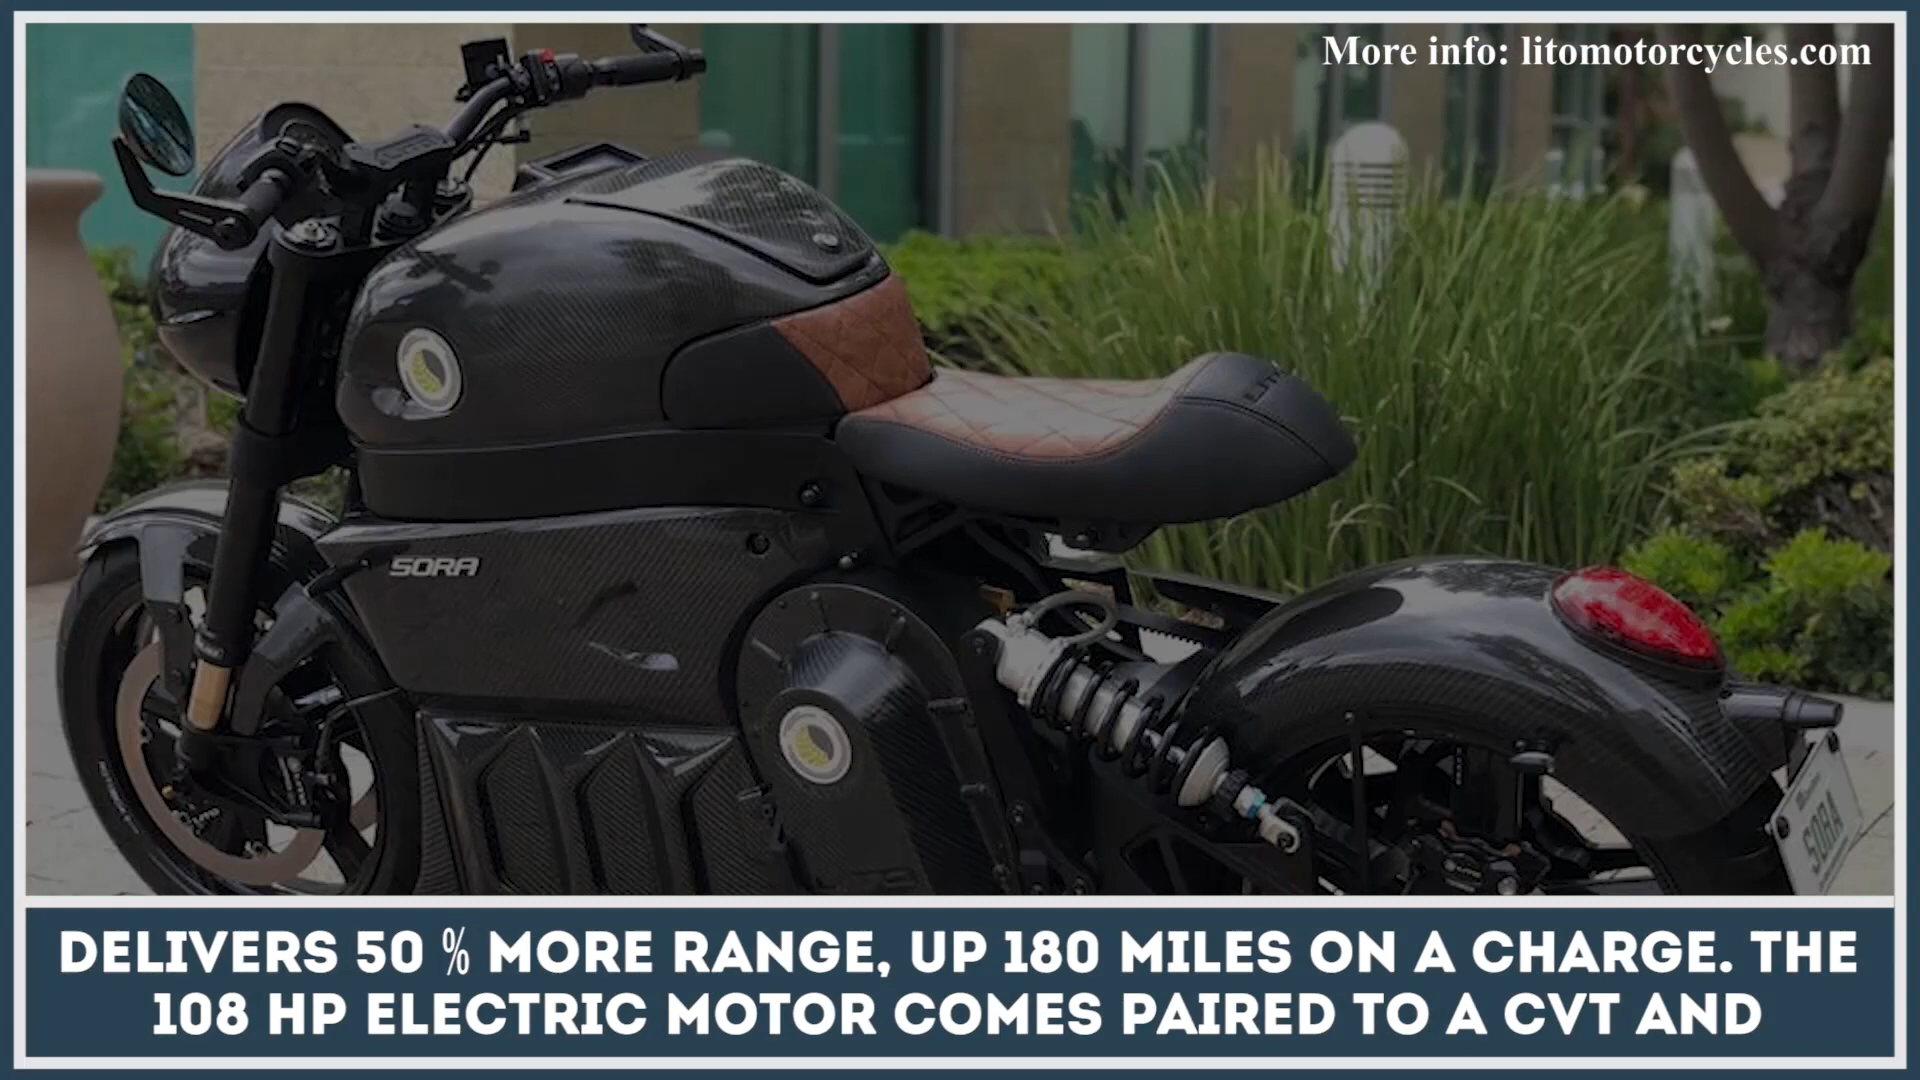 More info: litomotorcycles.com
SORA
SORA
DELIVERS 50 % MORE RANGE, UP 180 MILES ON A CHARGE. THE
108 HP ELECTRIC MOTOR COMES PAIRED TO A CVT AND